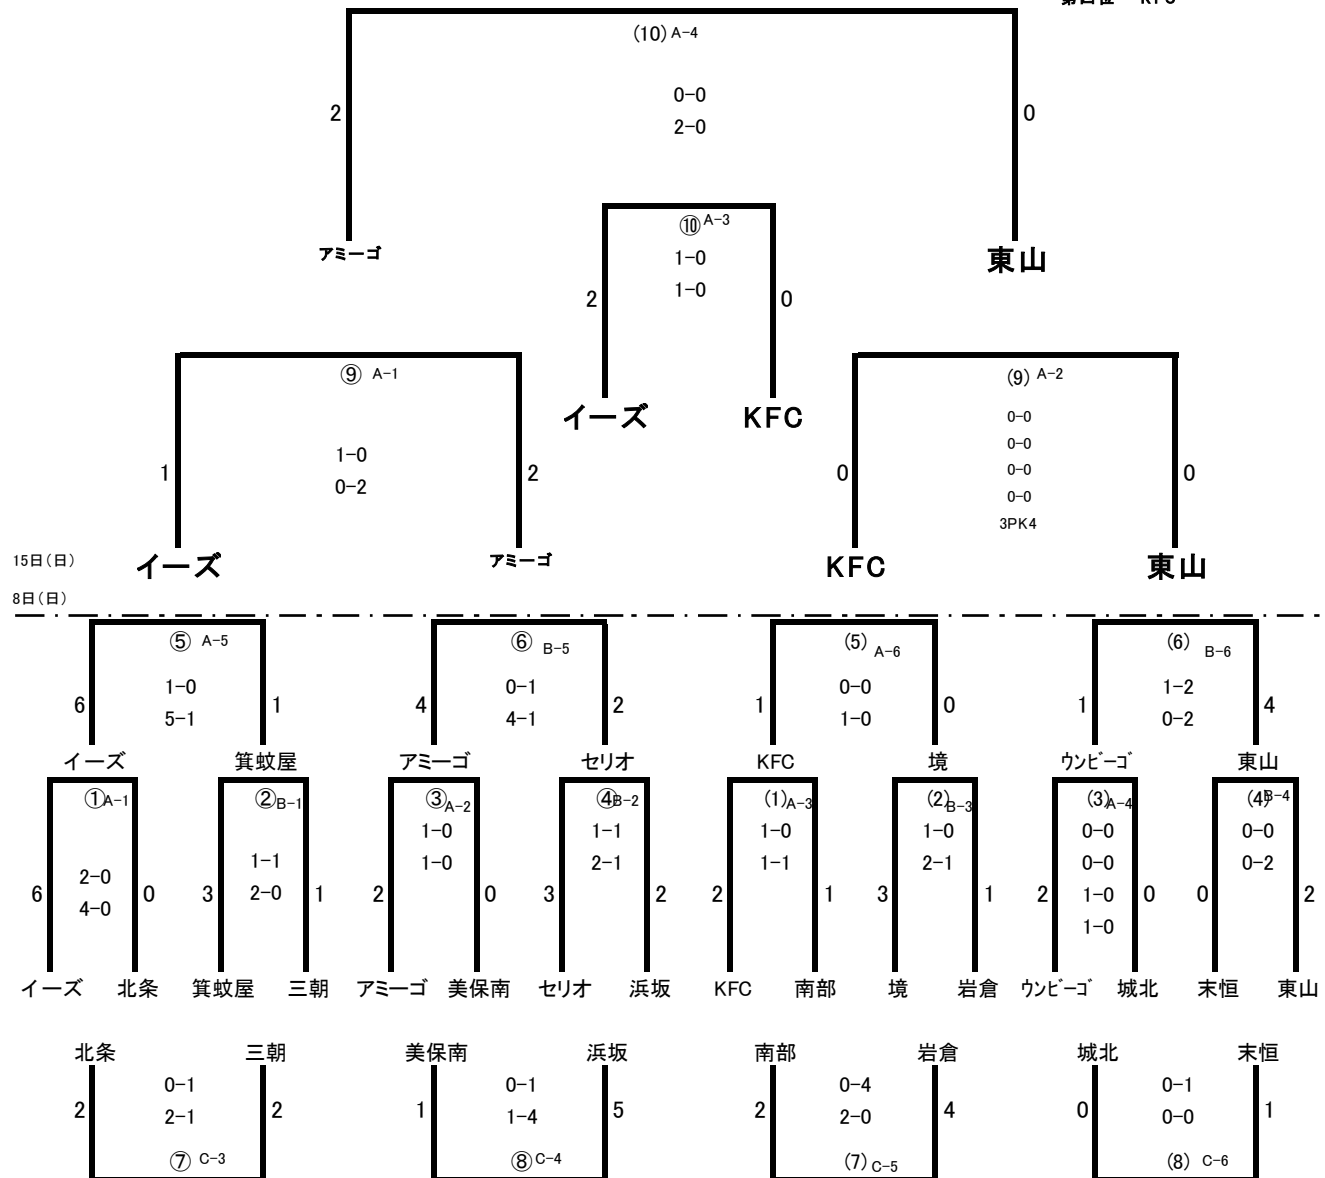 第四位 KFC
(10) A-4
0-0
2 0
2-0
⑩ A-3
アミーゴ 東山
1-0
1-0
2 0
⑨ A-1 (9) A-2
イーズ KFC
0-0
0-0
1-0
1 2 0 0-0 0
0-2
0-0
3PK4
15日(日) イーズ アミーゴ KFC 東山
8日(日)
⑤ A-5 ⑥ B-5 (5) A-6 (6) B-6
1-0 0-1 0-0 1-2
6 1 4 2 1 0 1 4
5-1 4-1 1-0 0-2
イーズ 箕蚊屋 アミーゴ セリオ KFC 境 ウンビーゴ 東山
① A-1 ② B-1 ③ A-2 ④ B-2 (1) A-3 (2) B-3 (3) A-4 (4) B-4
1-0 1-1 1-0 1-0 0-0 0-0
1-1 1-0 2-1 1-1 2-1 0-0 0-2
2-0 2-0 1-0
6 0 3 1 2 0 3 2 2 1 3 1 2 0 0 2
4-0 1-0
イーズ 北条 箕蚊屋 三朝 アミーゴ 美保南 セリオ 浜坂 KFC 南部 境 岩倉 ウンビーゴ 城北 末恒 東山
北条 三朝 美保南 浜坂 南部 岩倉 城北 末恒
0-1 0-1 0-4 0-1
2 2 1 5 2 4 0 1
2-1 1-4 2-0 0-0
⑦ C-3 ⑧ C-4 (7) C-5 (8) C-6